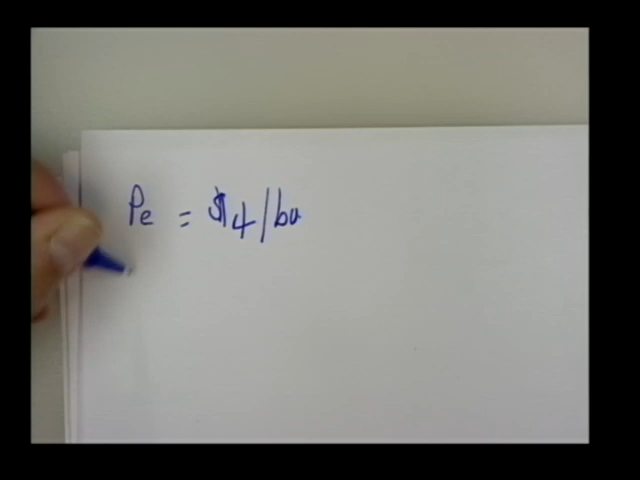 Pe = $4/bu